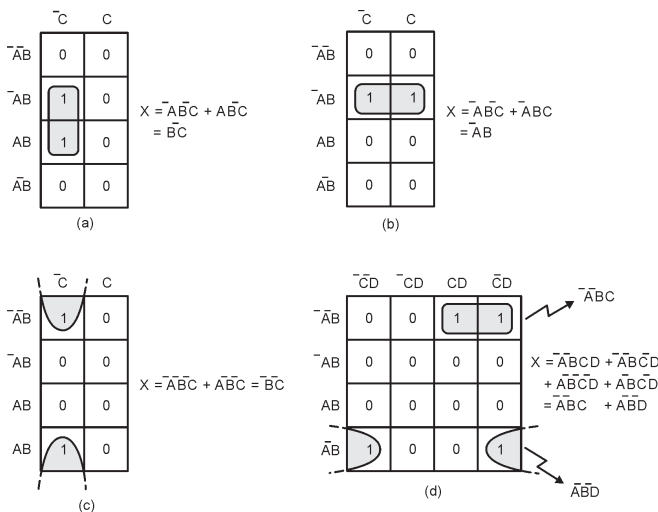 C̄ C
ĀB̄ 0 0
ĀB 1 0
AB 1 0
AB̄ 0 0
X = ĀBC̄ + ABC̄
= BC̄
(a)
C̄ C
ĀB̄ 0 0
ĀB 1 1
AB 0 0
AB̄ 0 0
X = ĀBC̄ + ĀBC
= ĀB
(b)
C̄ C
ĀB̄ 1 0
ĀB 0 0
AB 0 0
AB 1 0
X = ĀB̄C̄ + AB̄C̄ = B̄C̄
(c)
C̄D̄ C̄D CD CD̄
ĀB̄ 0 0 1 1
ĀB 0 0 0 0
AB 0 0 0 0
AB̄ 1 0 0 1
ĀB̄C
X = ĀB̄CD + ĀB̄CD̄
+ AB̄C̄D̄ + AB̄CD̄
= ĀB̄C + AB̄D̄
AB̄D̄
(d)